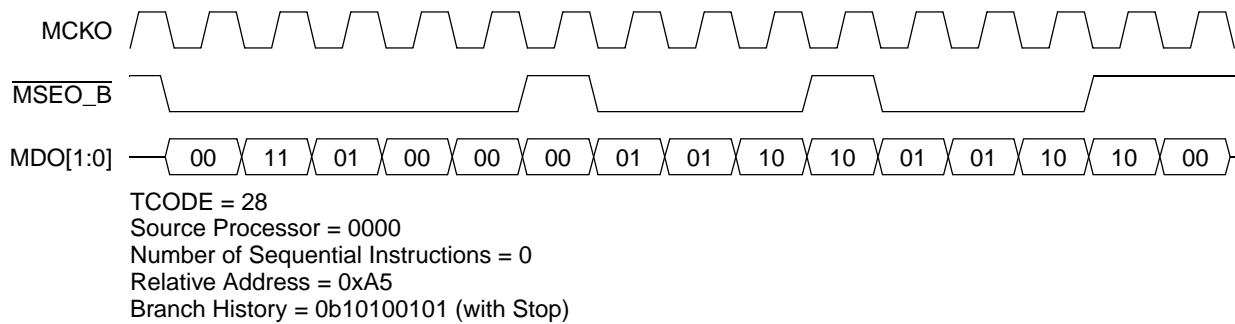 MCKO
MSEO_B
MDO[1:0] 00 11 01 00 00 00 01 01 10 10 01 01 10 10 00
TCODE = 28
Source Processor = 0000
Number of Sequential Instructions = 0
Relative Address = 0xA5
Branch History = 0b10100101 (with Stop)